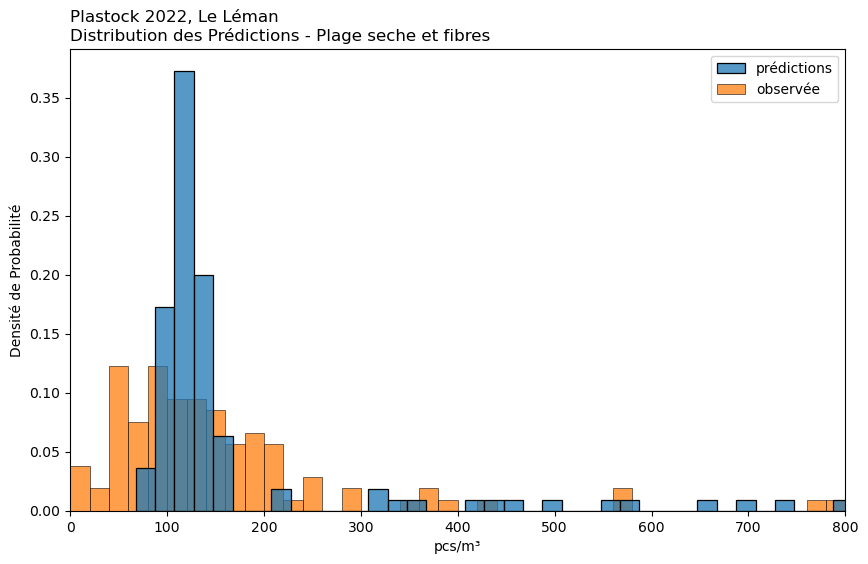 Plastock 2022, Le Léman
Distribution des Prédictions - Plage seche et fibres
prédictions
observée
Densité de Probabilité
0.35
0.30
0.25
0.20
0.15
0.10
0.05
0.00
0 100 200 300 400 500 600 700 800
pcs/m³